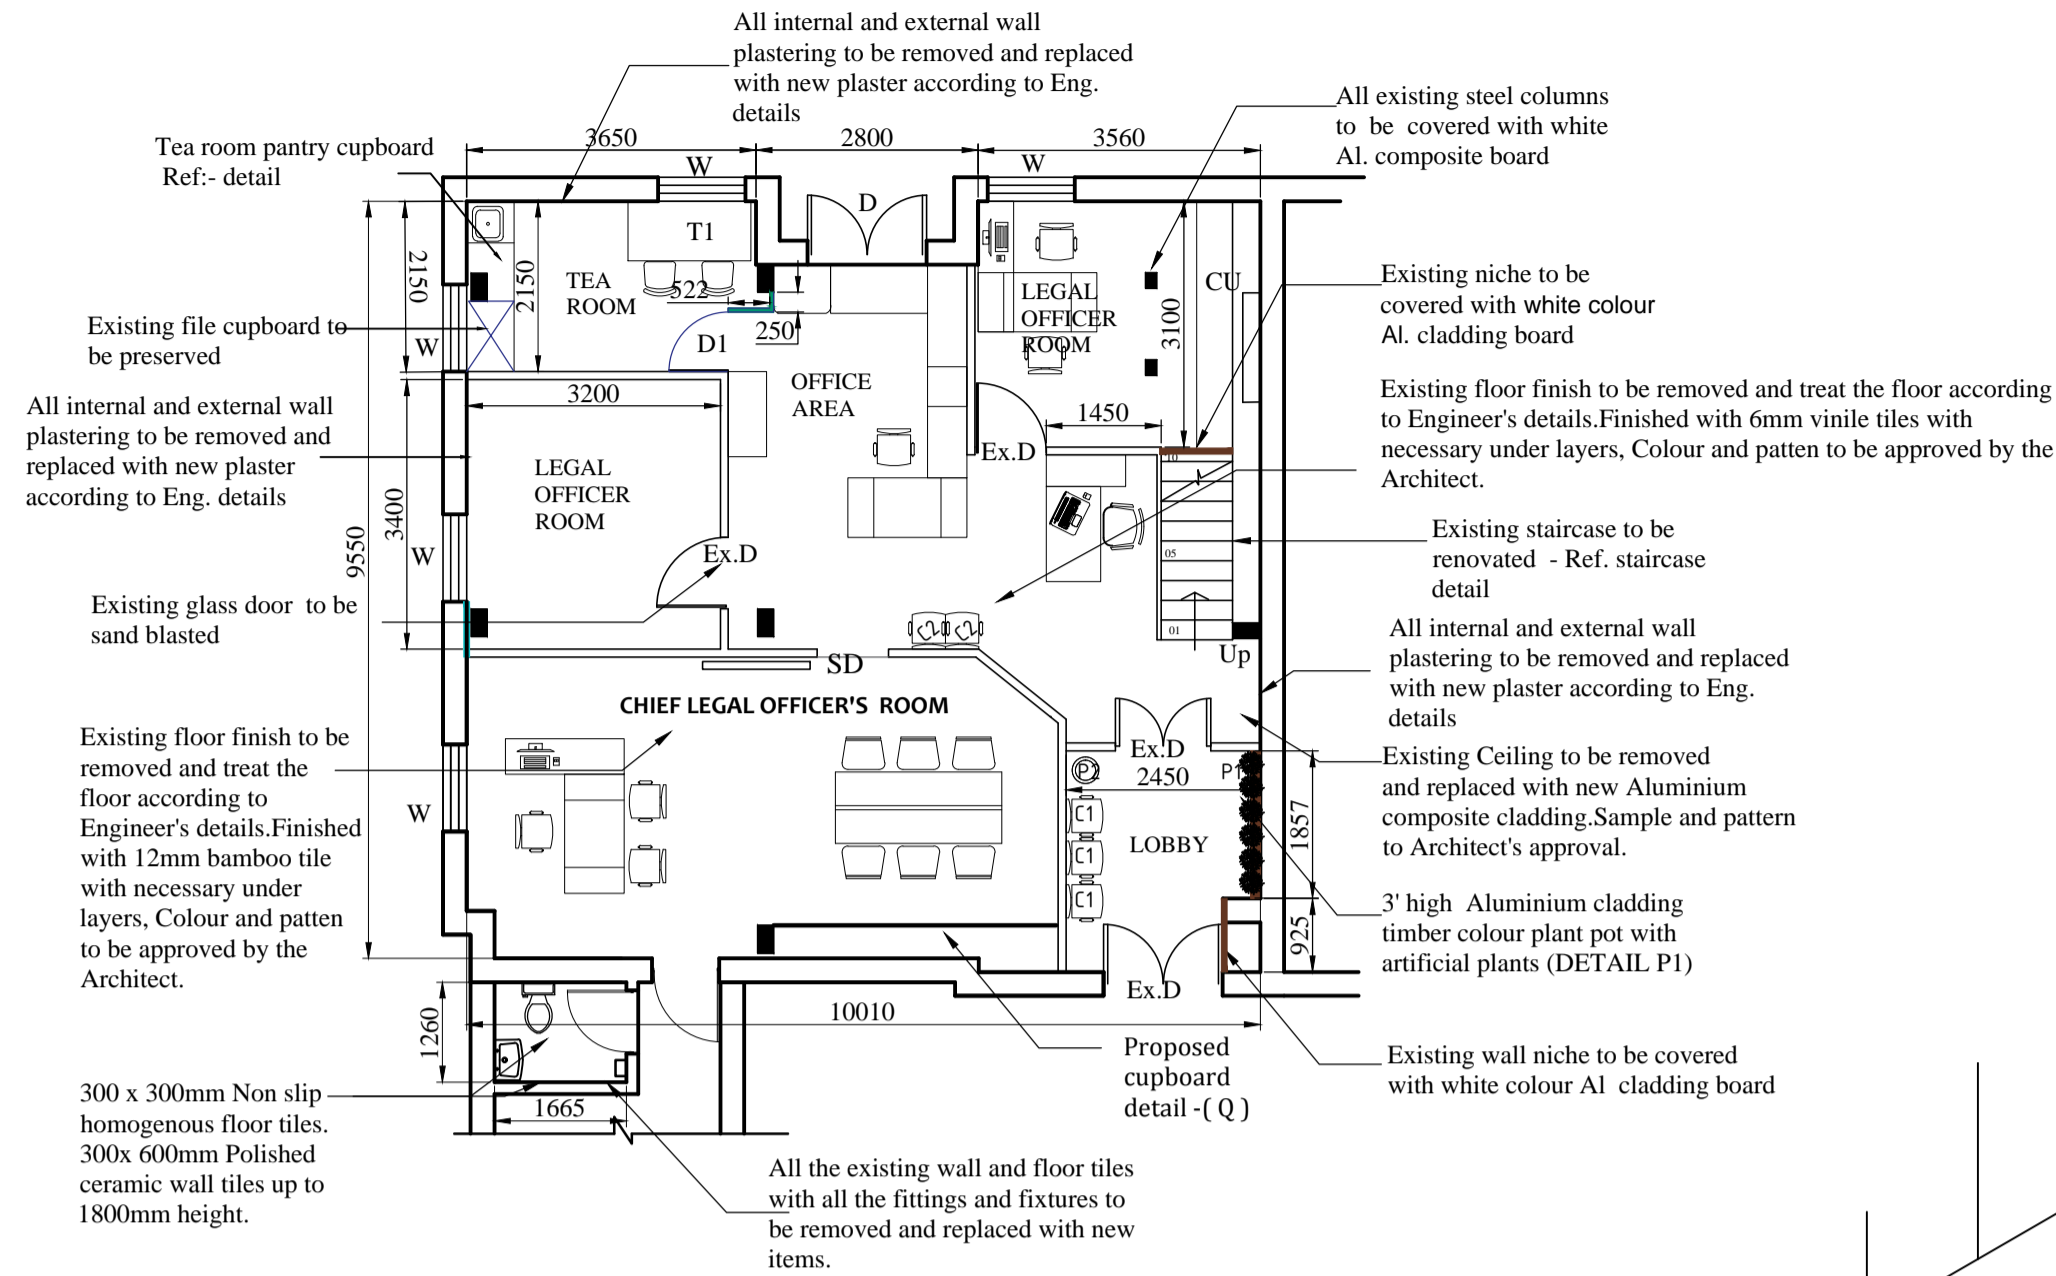 All internal and external wall
plastering to be removed and replaced
with new plaster according to Eng.
details
All existing steel columns
to be covered with white
Al. composite board
Tea room pantry cupboard
Ref:- detail
3650
2800
3560
W
W
D
T1
2150
2150
TEA
ROOM
522
250
D1
LEGAL
OFFICER
ROOM
3100
CU
Existing niche to be
covered with white colour
Al. cladding board
Existing file cupboard to
be preserved
W
OFFICE
AREA
3200
1450
Ex.D
10
Existing floor finish to be removed and treat the floor according
to Engineer's details.Finished with 6mm vinile tiles with
necessary under layers, Colour and patten to be approved by the
Architect.
All internal and external wall
plastering to be removed and
replaced with new plaster
according to Eng. details
LEGAL
OFFICER
ROOM
9550
3400
W
Ex.D
05
Existing staircase to be
renovated - Ref. staircase
detail
Existing glass door to be
sand blasted
C2
C2
01
Up
SD
All internal and external wall
plastering to be removed and replaced
with new plaster according to Eng.
details
CHIEF LEGAL OFFICER'S ROOM
Existing floor finish to be
removed and treat the
floor according to
Engineer's details.Finished
with 12mm bamboo tile
with necessary under
layers, Colour and patten
to be approved by the
Architect.
W
Ex.D
P2
2450
P1
C1
C1
C1
LOBBY
1857
925
Existing Ceiling to be removed
and replaced with new Aluminium
composite cladding.Sample and pattern
to Architect's approval.
3' high Aluminium cladding
timber colour plant pot with
artificial plants (DETAIL P1)
Ex.D
10010
1260
1665
Proposed
cupboard
detail -( Q )
Existing wall niche to be covered
with white colour Al cladding board
300 x 300mm Non slip
homogenous floor tiles.
300x 600mm Polished
ceramic wall tiles up to
1800mm height.
All the existing wall and floor tiles
with all the fittings and fixtures to
be removed and replaced with new
items.